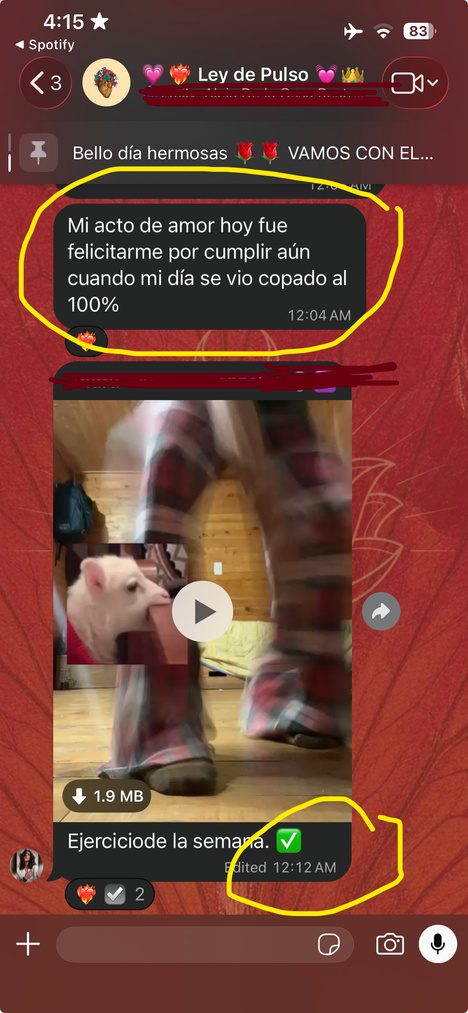 4:15
Spotify
83
3
Ley de Pulso
Bello día hermosas 🌹🌹 VAMOS CON EL...
Mi acto de amor hoy fue
felicitarme por cumplir aún
cuando mi día se vio copado al
100%
12:04 AM
1.9 MB
Ejerciciode la semana. ✅
Edited 12:12 AM
2